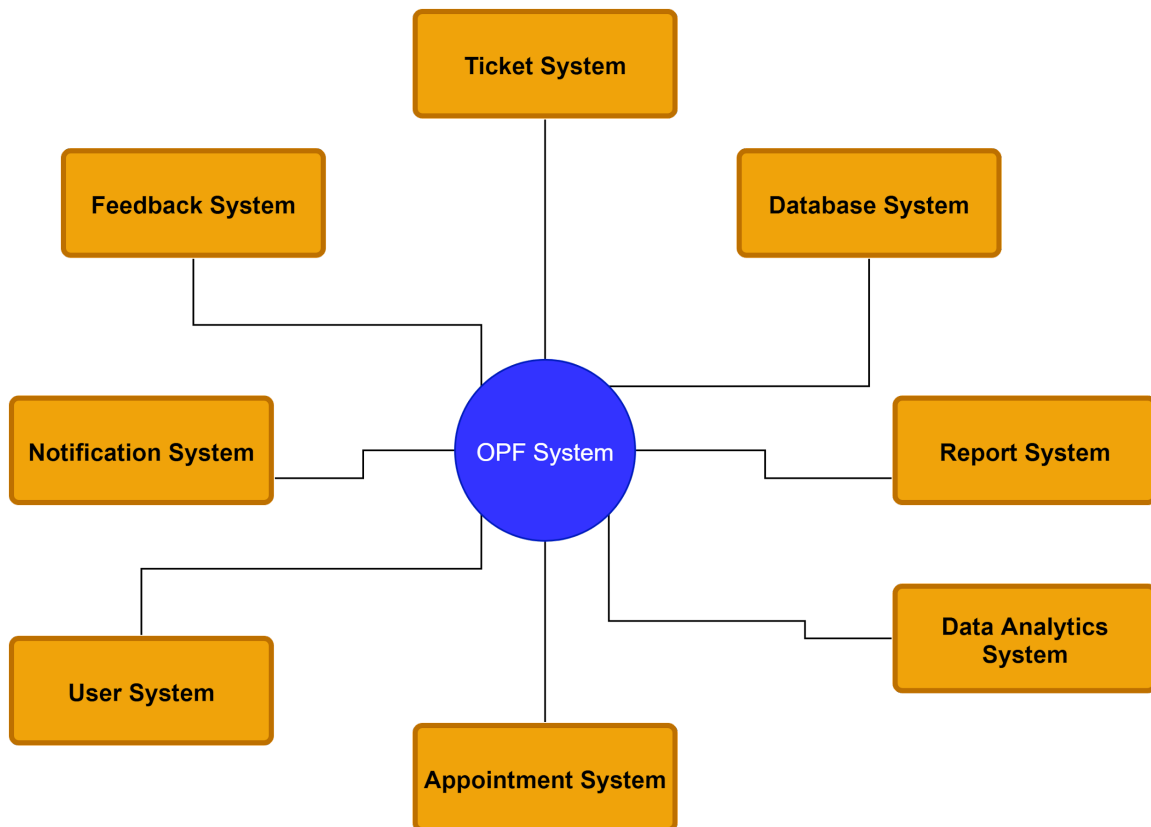 Ticket System
Feedback System
Database System
Notification System
OPF System
Report System
Data Analytics
System
User System
Appointment System